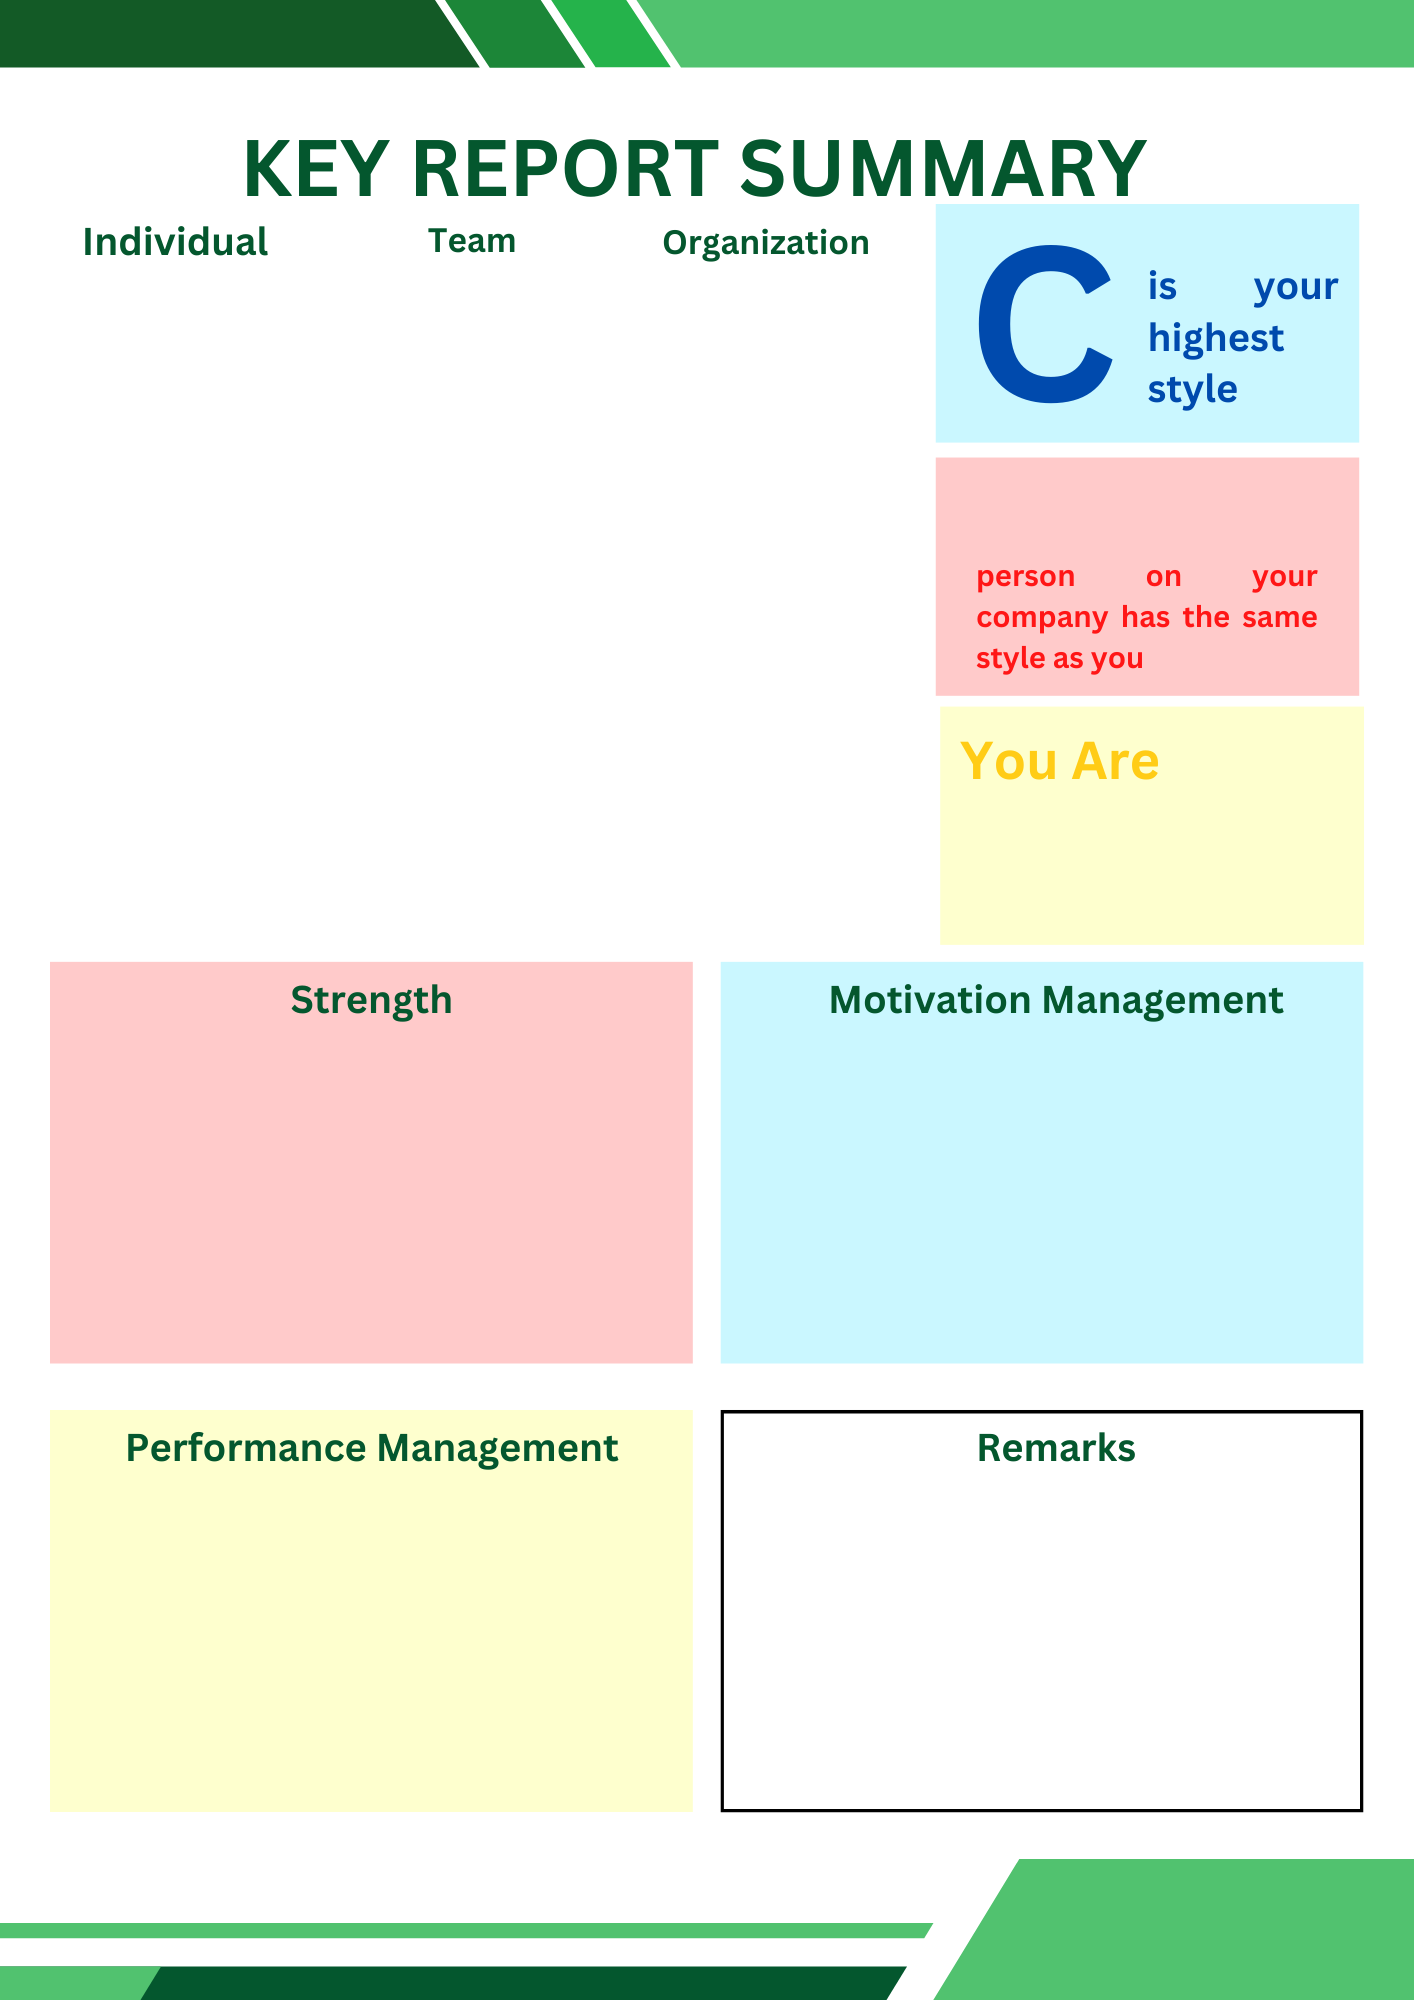 KEY REPORT SUMMARY
Individual
Team
Organization
C
is your
highest
style
person on your
company has the same
style as you
You Are
Strength
Motivation Management
Performance Management
Remarks